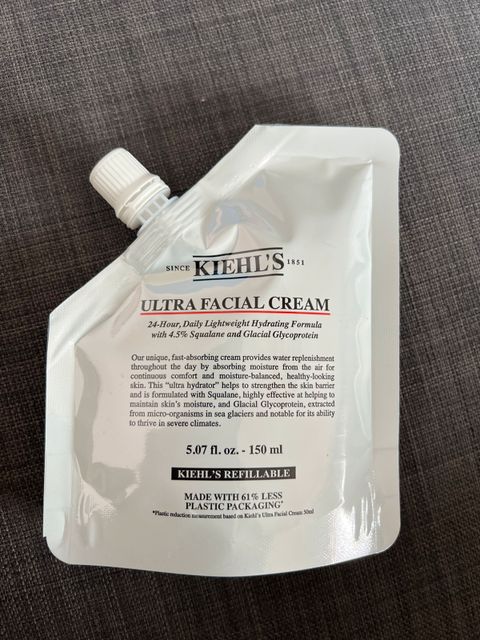 SINCE KIEHL'S 1851
ULTRA FACIAL CREAM
24-Hour, Daily Lightweight Hydrating Formula
with 4.5% Squalane and Glacial Glycoprotein
Our unique, fast-absorbing cream provides water replenishment
throughout the day by absorbing moisture from the air for
continuous comfort and moisture-balanced, healthy-looking
skin. This "ultra hydrator" helps to strengthen the skin barrier
and is formulated with Squalane, highly effective at helping to
maintain skin's moisture, and Glacial Glycoprotein, extracted
from micro-organisms in sea glaciers and notable for its ability
to thrive in severe climates.
5.07 fl. oz. - 150 ml
KIEHL'S REFILLABLE
MADE WITH 61% LESS
PLASTIC PACKAGING*
*Plastic reduction measurement based on Kiehl's Ultra Facial Cream 50ml